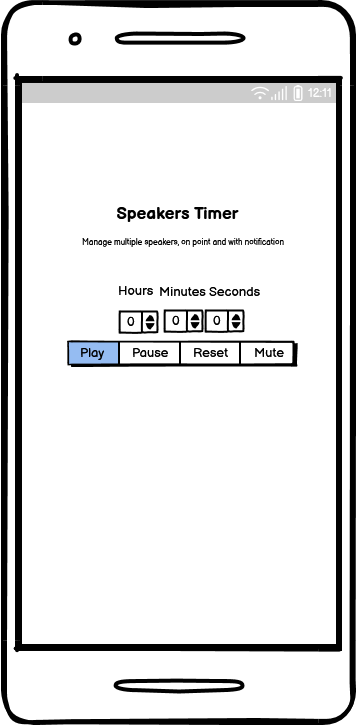 12:11
Speakers Timer
Manage multiple speakers, on point and with notification
Hours Minutes Seconds
0 0 0
Play Pause Reset Mute